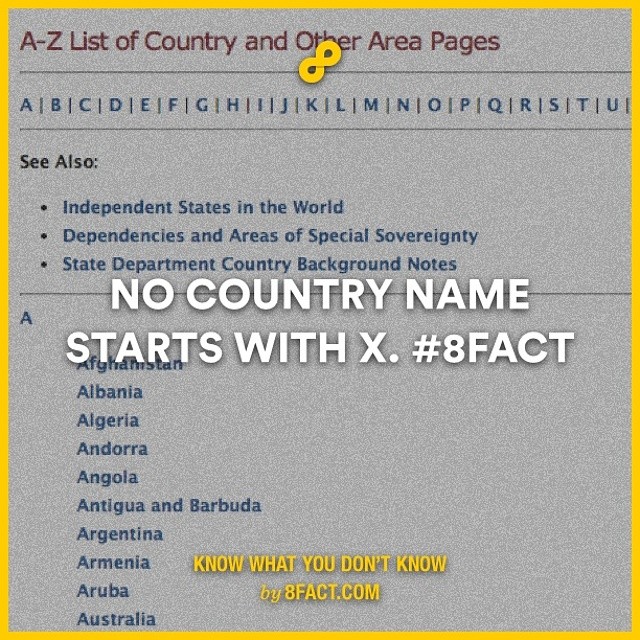 A-Z List of Country and Other Area Pages
A | B | C | D | E | F | G | H | I | J | K | L | M | N | O | P | Q | R | S | T | U |
See Also:
• Independent States in the World
• Dependencies and Areas of Special Sovereignty
• State Department Country Background Notes
NO COUNTRY NAME
A
STARTS WITH X. #8FACT
Afghanistan
Albania
Algeria
Andorra
Angola
Antigua and Barbuda
Argentina
Armenia
KNOW WHAT YOU DON'T KNOW
Aruba
by 8FACT.COM
Australia